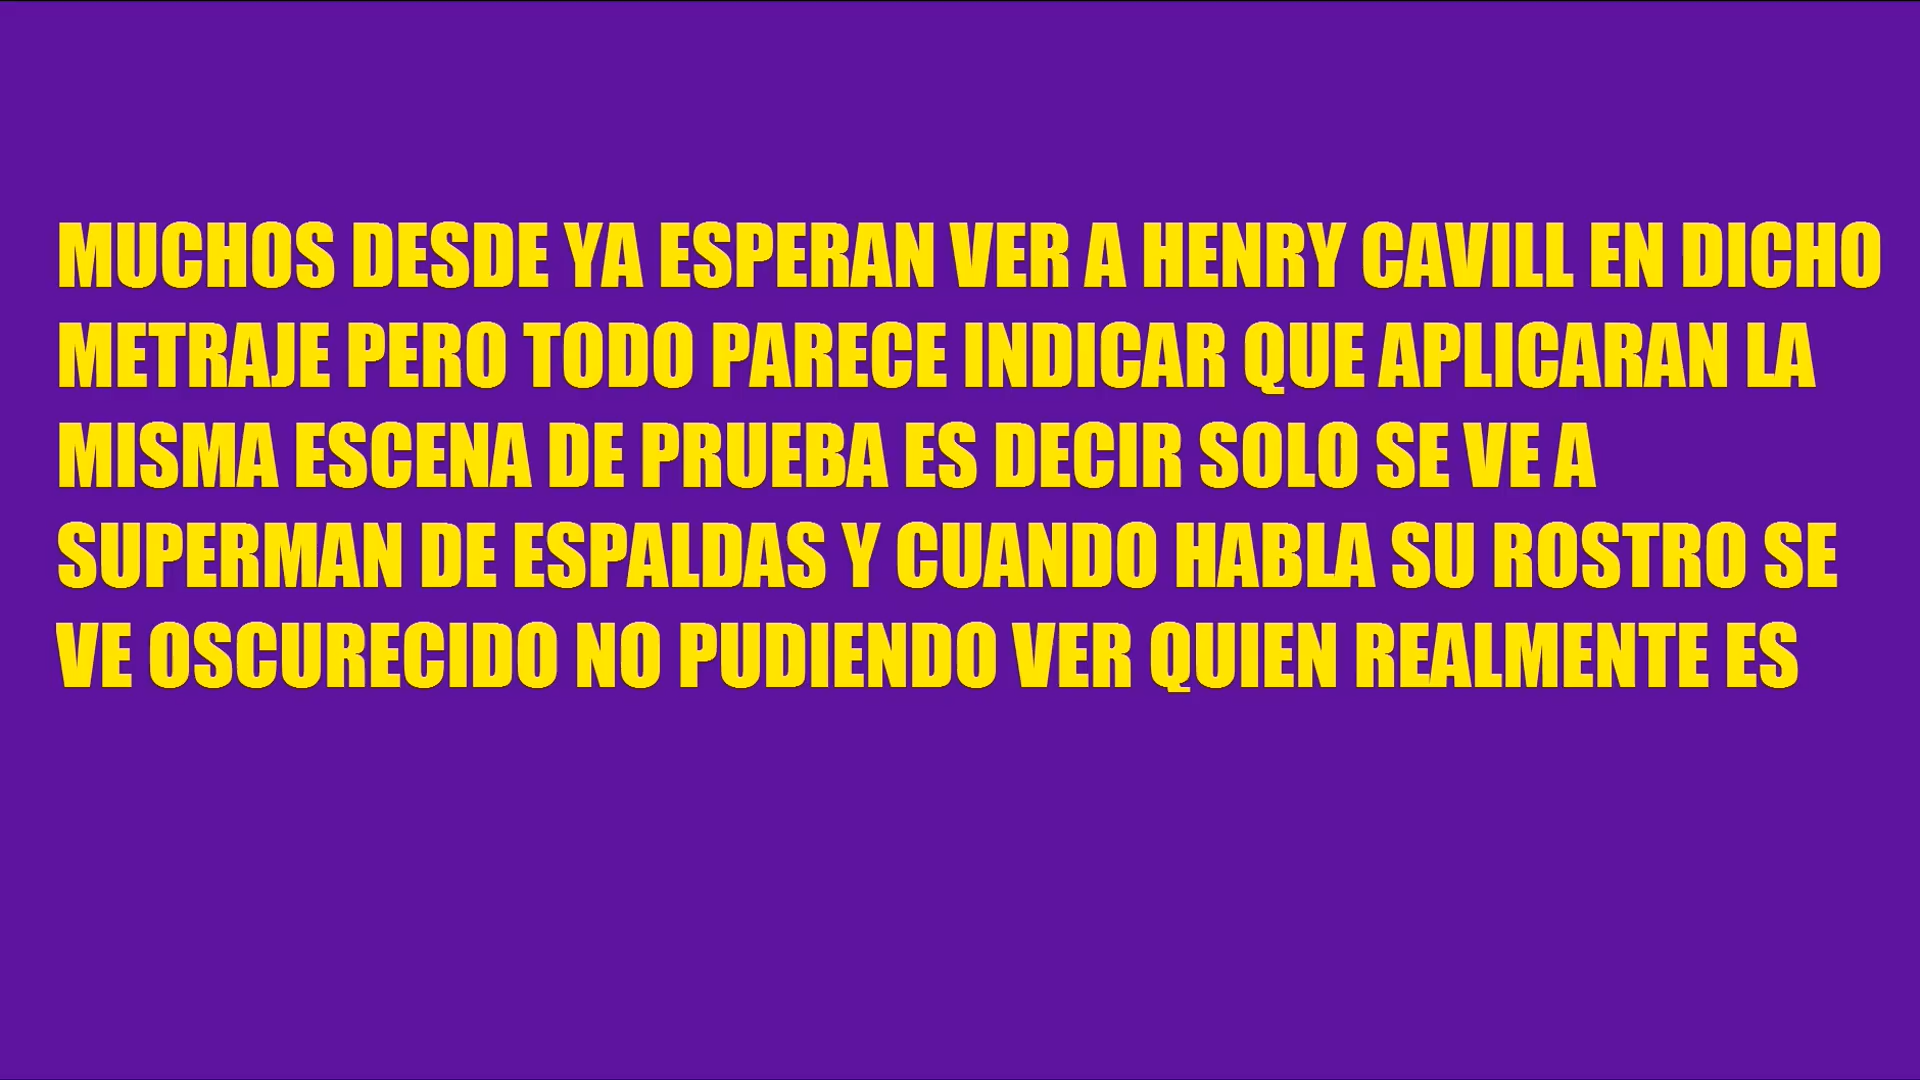 MUCHOS DESDE YA ESPERAN VER A HENRY CAVILL EN DICHO
METRAJE PERO TODO PARECE INDICAR QUE APLICARAN LA
MISMA ESCENA DE PRUEBA ES DECIR SOLO SE VE A
SUPERMAN DE ESPALDAS Y CUANDO HABLA SU ROSTRO SE
VE OSCURECIDO NO PUDIENDO VER QUIEN REALMENTE ES